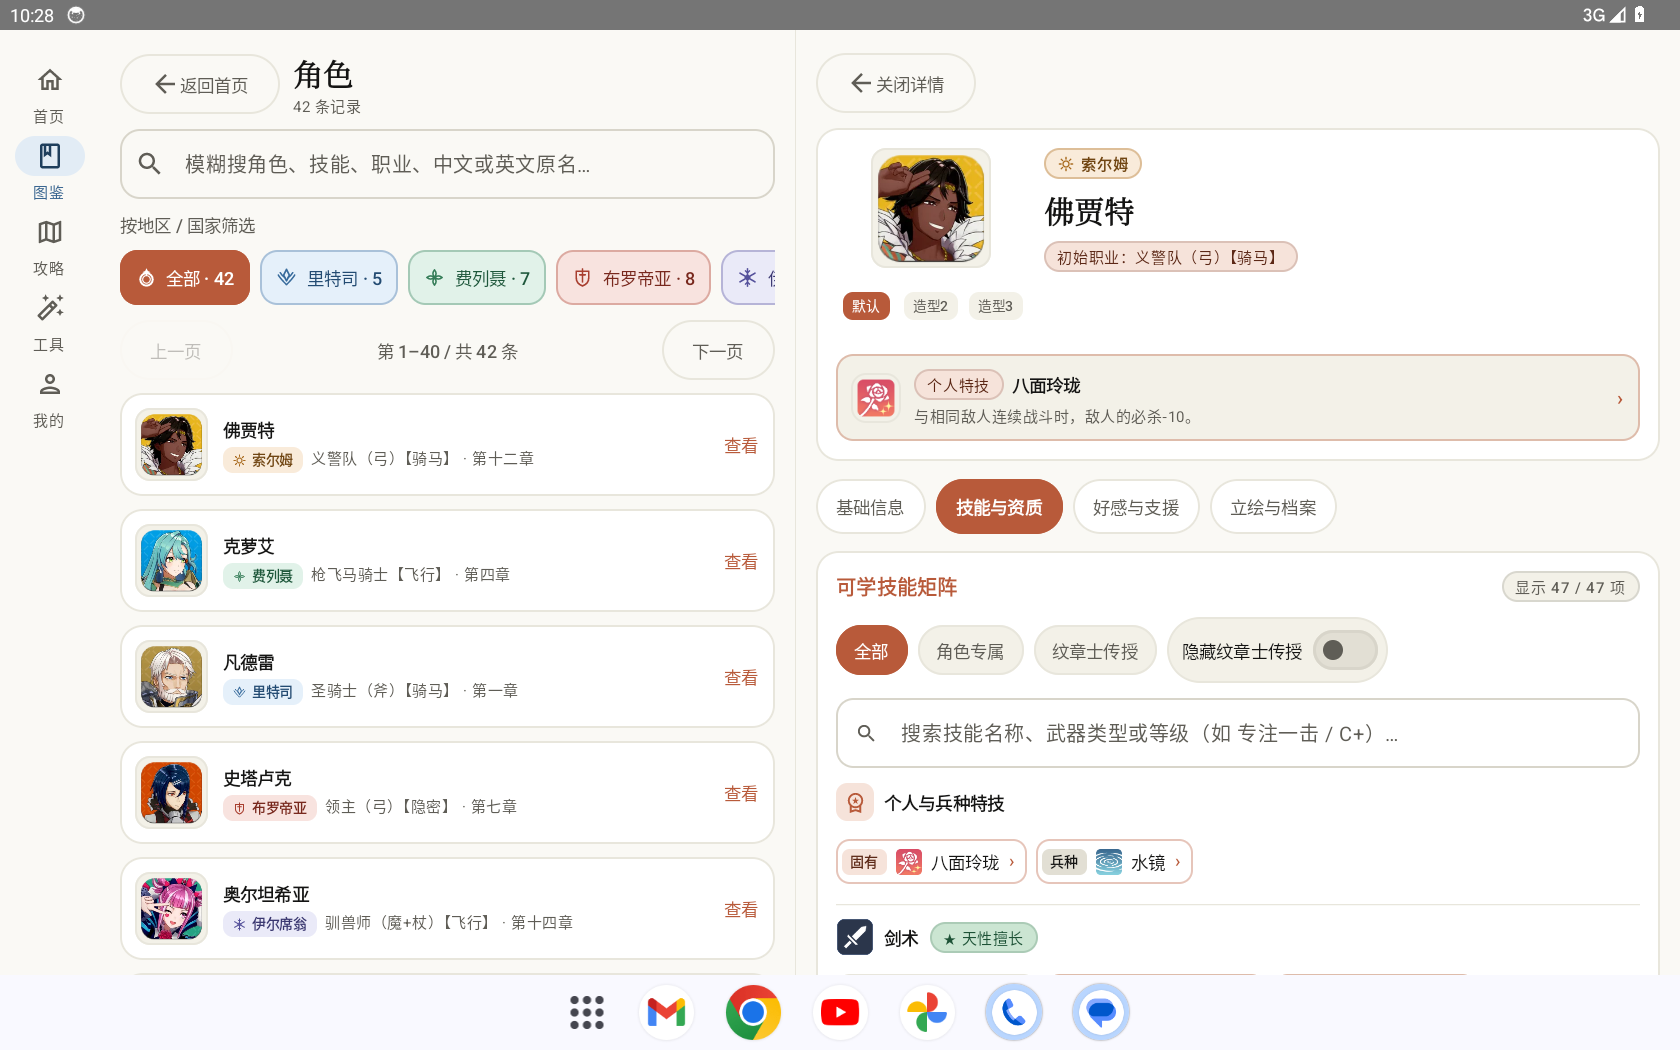 10:28
3G
首页
图鉴
攻略
工具
我的
返回首页
角色
42 条记录
模糊搜角色、技能、职业、中文或英文原名...
按地区 / 国家筛选
全部 · 42
里特司 · 5
费列聂 · 7
布罗帝亚 · 8
上一页
第 1–40 / 共 42 条
下一页
佛贾特
索尔姆 义警队（弓）【骑马】 · 第十二章
查看
克萝艾
费列聂 枪飞马骑士【飞行】 · 第四章
查看
凡德雷
里特司 圣骑士（斧）【骑马】 · 第一章
查看
史塔卢克
布罗帝亚 领主（弓）【隐密】 · 第七章
查看
奥尔坦希亚
伊尔席翁 驯兽师（魔+杖）【飞行】 · 第十四章
查看
关闭详情
索尔姆
佛贾特
初始职业：义警队（弓）【骑马】
默认
造型2
造型3
个人特技 八面玲珑
与相同敌人连续战斗时，敌人的必杀-10。
基础信息
技能与资质
好感与支援
立绘与档案
可学技能矩阵
显示 47 / 47 项
全部
角色专属
纹章士传授
隐藏纹章士传授
搜索技能名称、武器类型或等级（如 专注一击 / C+）...
个人与兵种特技
固有 八面玲珑 ›
兵种 水镜 ›
剑术 ★ 天性擅长